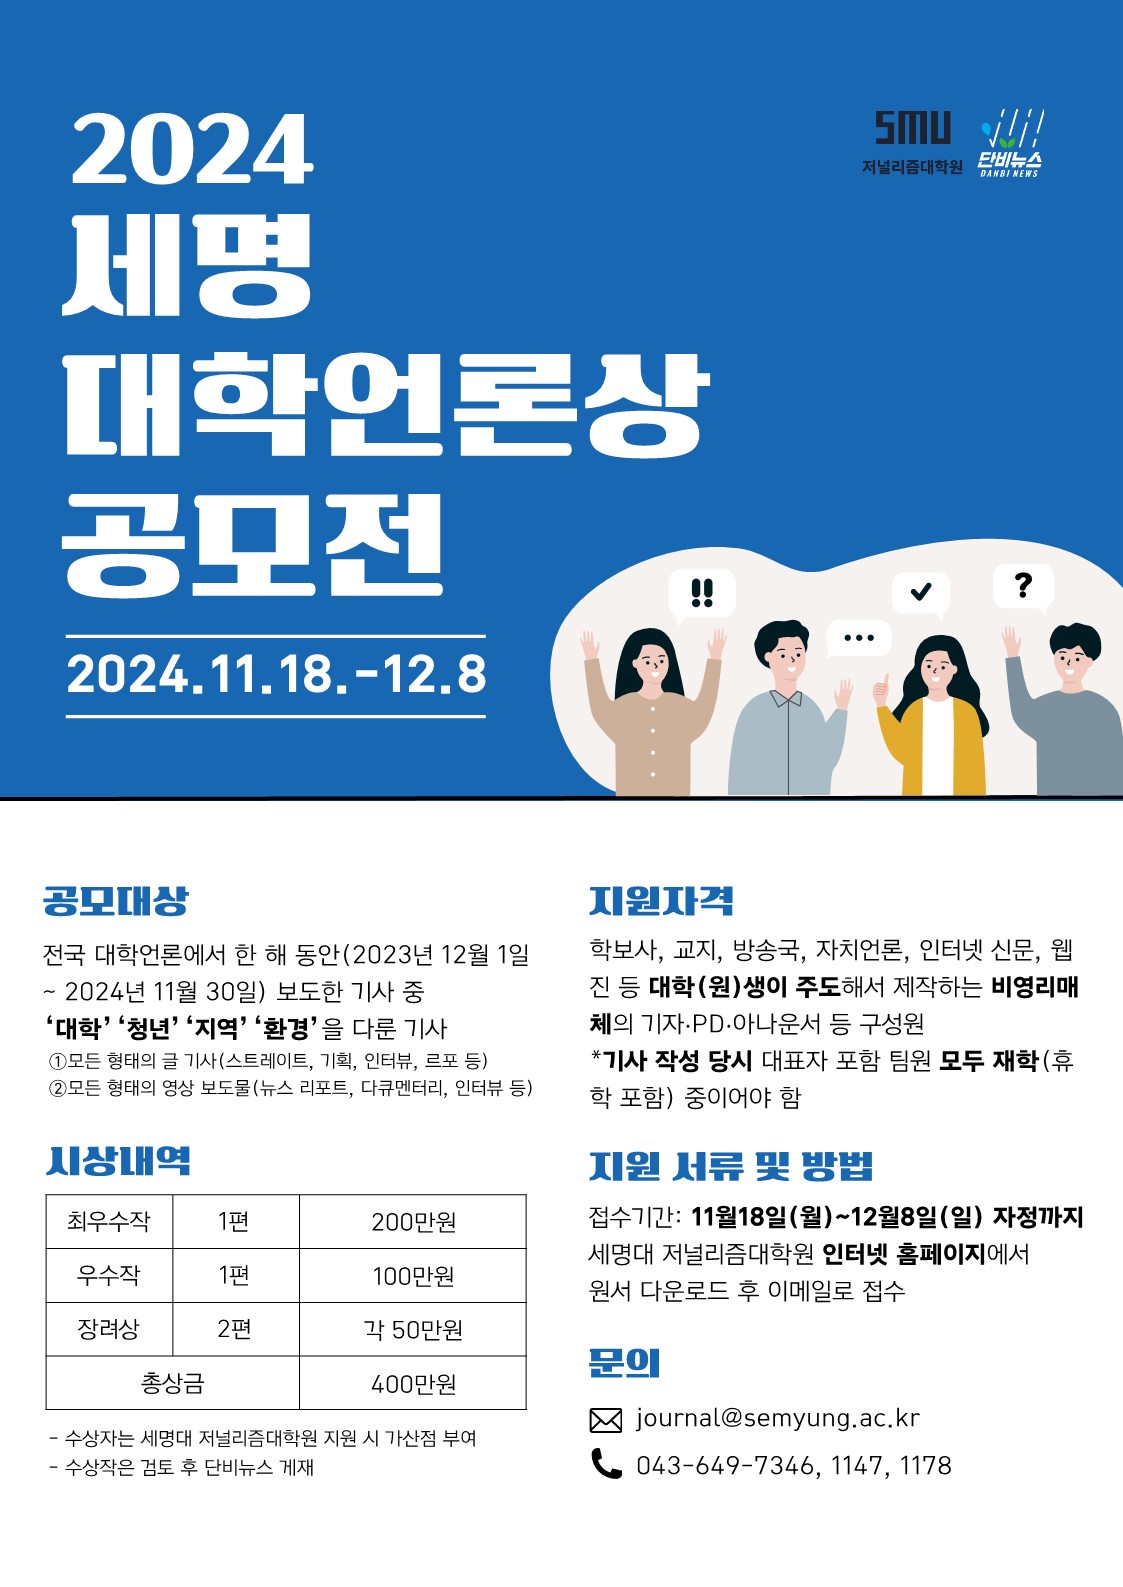 2024
세명
대학언론상
공모전
2024.11.18.-12.8
SMU
저널리즘대학원
단비뉴스
DANBI NEWS
!!
...
?
공모대상
전국 대학언론에서 한 해 동안(2023년 12월 1일
~ 2024년 11월 30일) 보도한 기사 중
‘대학’ ‘청년’ ‘지역’ ‘환경’을 다룬 기사
①모든 형태의 글 기사(스트레이트, 기획, 인터뷰, 르포 등)
②모든 형태의 영상 보도물(뉴스 리포트, 다큐멘터리, 인터뷰 등)
시상내역
최우수작 1편 200만원
우수작 1편 100만원
장려상 2편 각 50만원
총상금 400만원
- 수상자는 세명대 저널리즘대학원 지원 시 가산점 부여
- 수상작은 검토 후 단비뉴스 게재
지원자격
학보사, 교지, 방송국, 자치언론, 인터넷 신문, 웹
진 등 대학(원)생이 주도해서 제작하는 비영리매
체의 기자·PD·아나운서 등 구성원
*기사 작성 당시 대표자 포함 팀원 모두 재학(휴
학 포함) 중이어야 함
지원 서류 및 방법
접수기간: 11월18일(월)~12월8일(일) 자정까지
세명대 저널리즘대학원 인터넷 홈페이지에서
원서 다운로드 후 이메일로 접수
문의
journal@semyung.ac.kr
043-649-7346, 1147, 1178